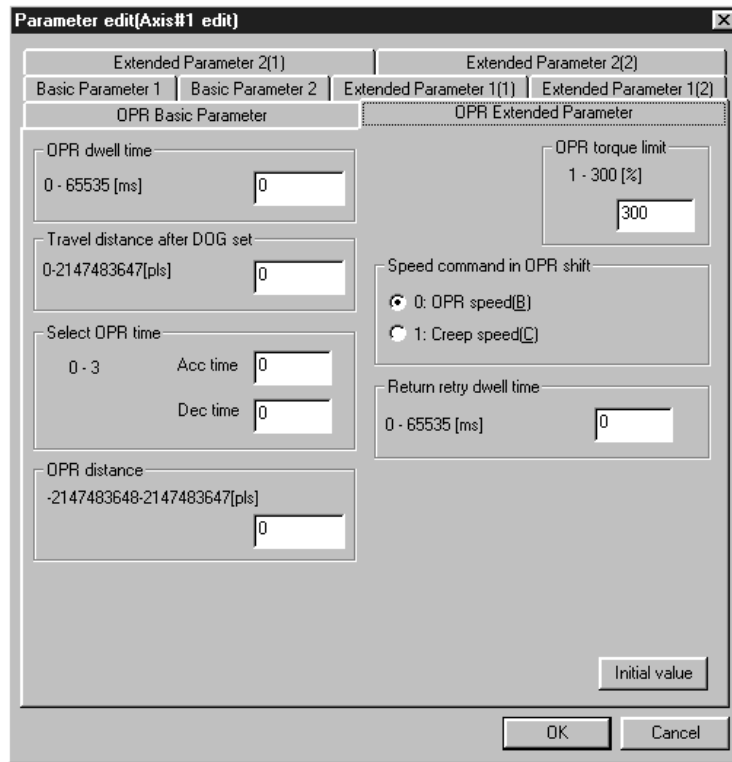 Parameter edit(Axis#1 edit)
Extended Parameter 2(1)
Extended Parameter 2(2)
Basic Parameter 1
Basic Parameter 2
Extended Parameter 1(1)
Extended Parameter 1(2)
OPR Basic Parameter
OPR Extended Parameter
OPR dwell time
0 - 65535 [ms]
0
Travel distance after DOG set
0-2147483647[pls]
0
Select OPR time
0 - 3
Acc time
0
Dec time
0
OPR distance
-2147483648-2147483647[pls]
0
OPR torque limit
1 - 300 [%]
300
Speed command in OPR shift
0: OPR speed(B)
1: Creep speed(C)
Return retry dwell time
0 - 65535 [ms]
0
Initial value
OK
Cancel